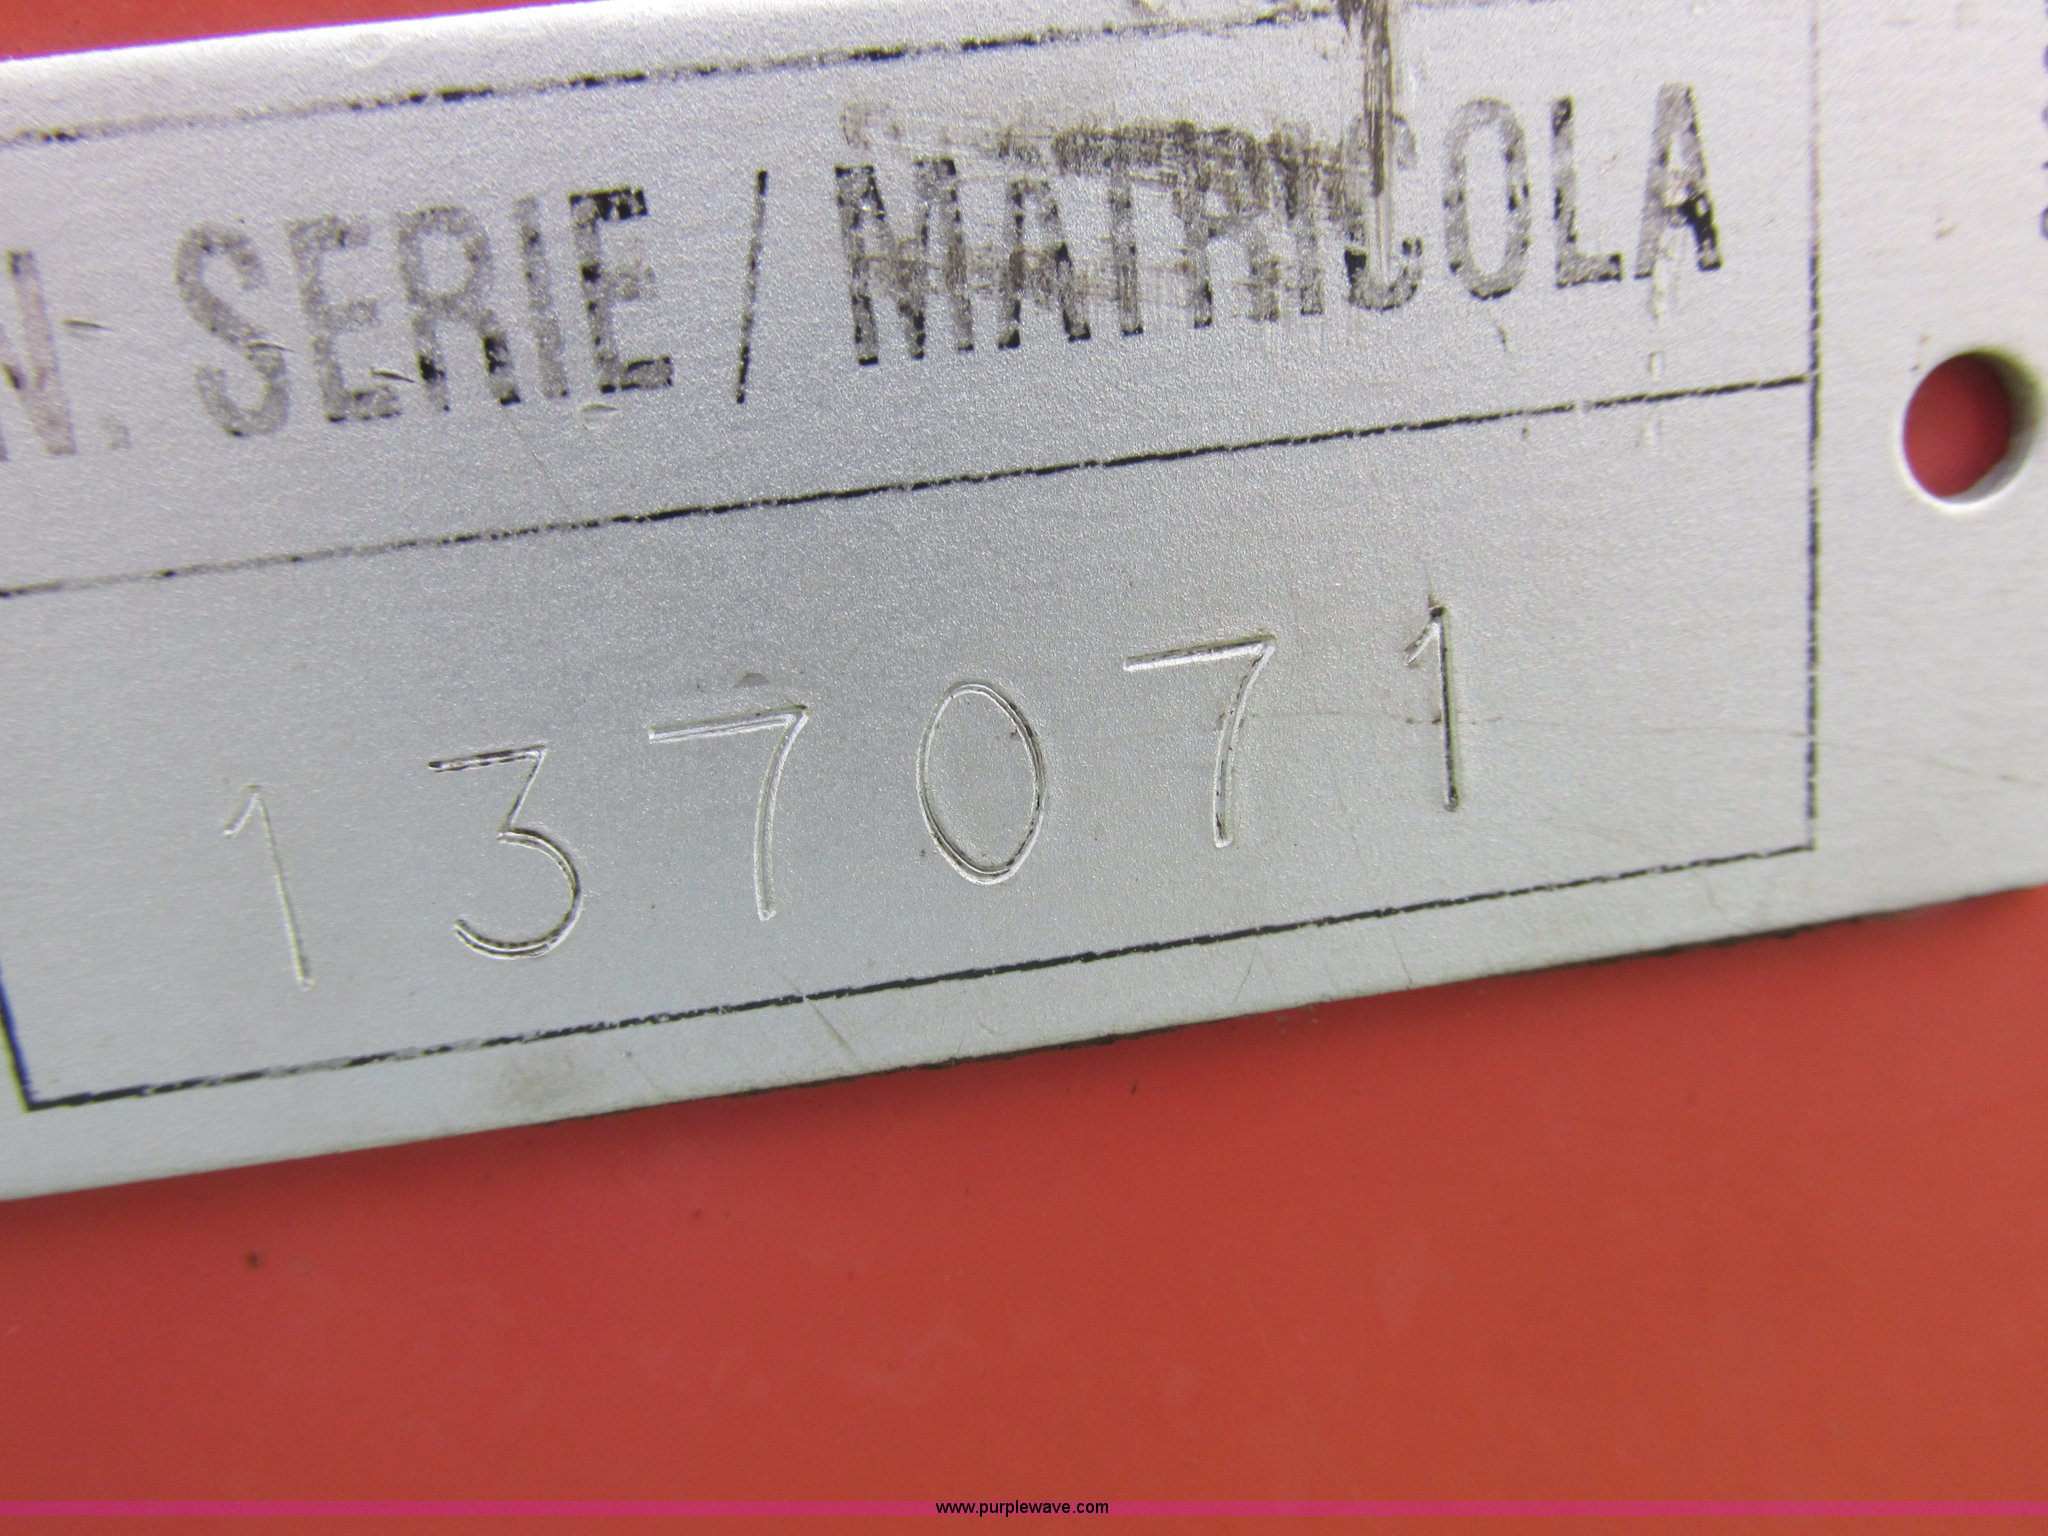 N. SERIE / MATRICOLA
137071
www.purplewave.com